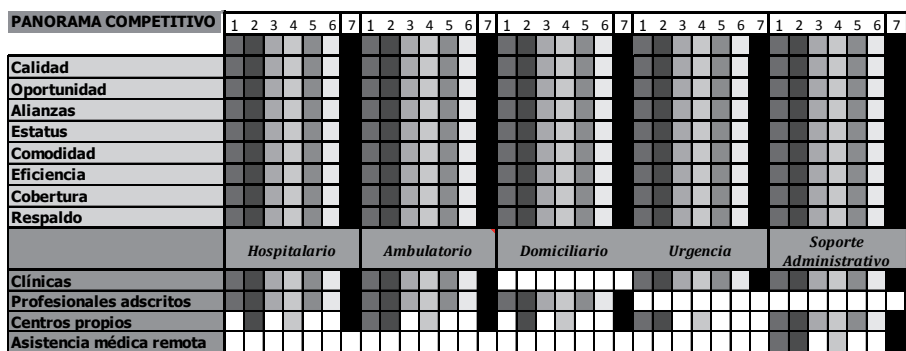 PANORAMA COMPETITIVO 1 2 3 4 5 6 7 1 2 3 4 5 6 7 1 2 3 4 5 6 7 1 2 3 4 5 6 7 1 2 3 4 5 6 7
Calidad
Oportunidad
Alianzas
Estatus
Comodidad
Eficiencia
Cobertura
Respaldo
Hospitalario Ambulatorio Domiciliario Urgencia Soporte
Administrativo
Clínicas
Profesionales adscritos
Centros propios
Asistencia médica remota